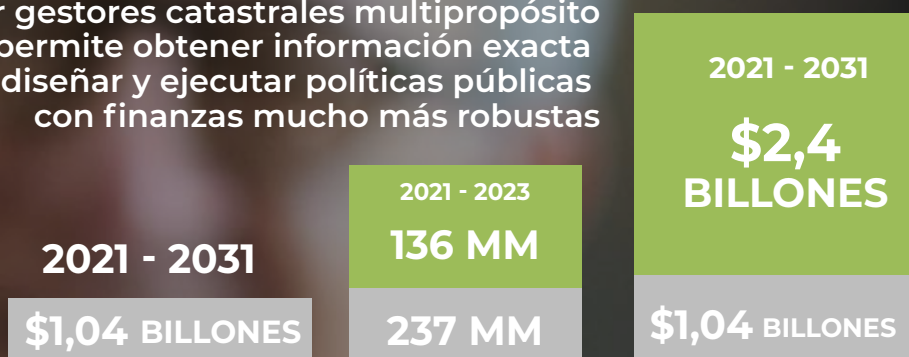 r gestores catastrales multipropósito
permite obtener información exacta
diseñar y ejecutar políticas públicas
con finanzas mucho más robustas
2021 - 2031
$1,04 BILLONES
2021 - 2023
136 MM
237 MM
2021 - 2031
$2,4
BILLONES
$1,04 BILLONES